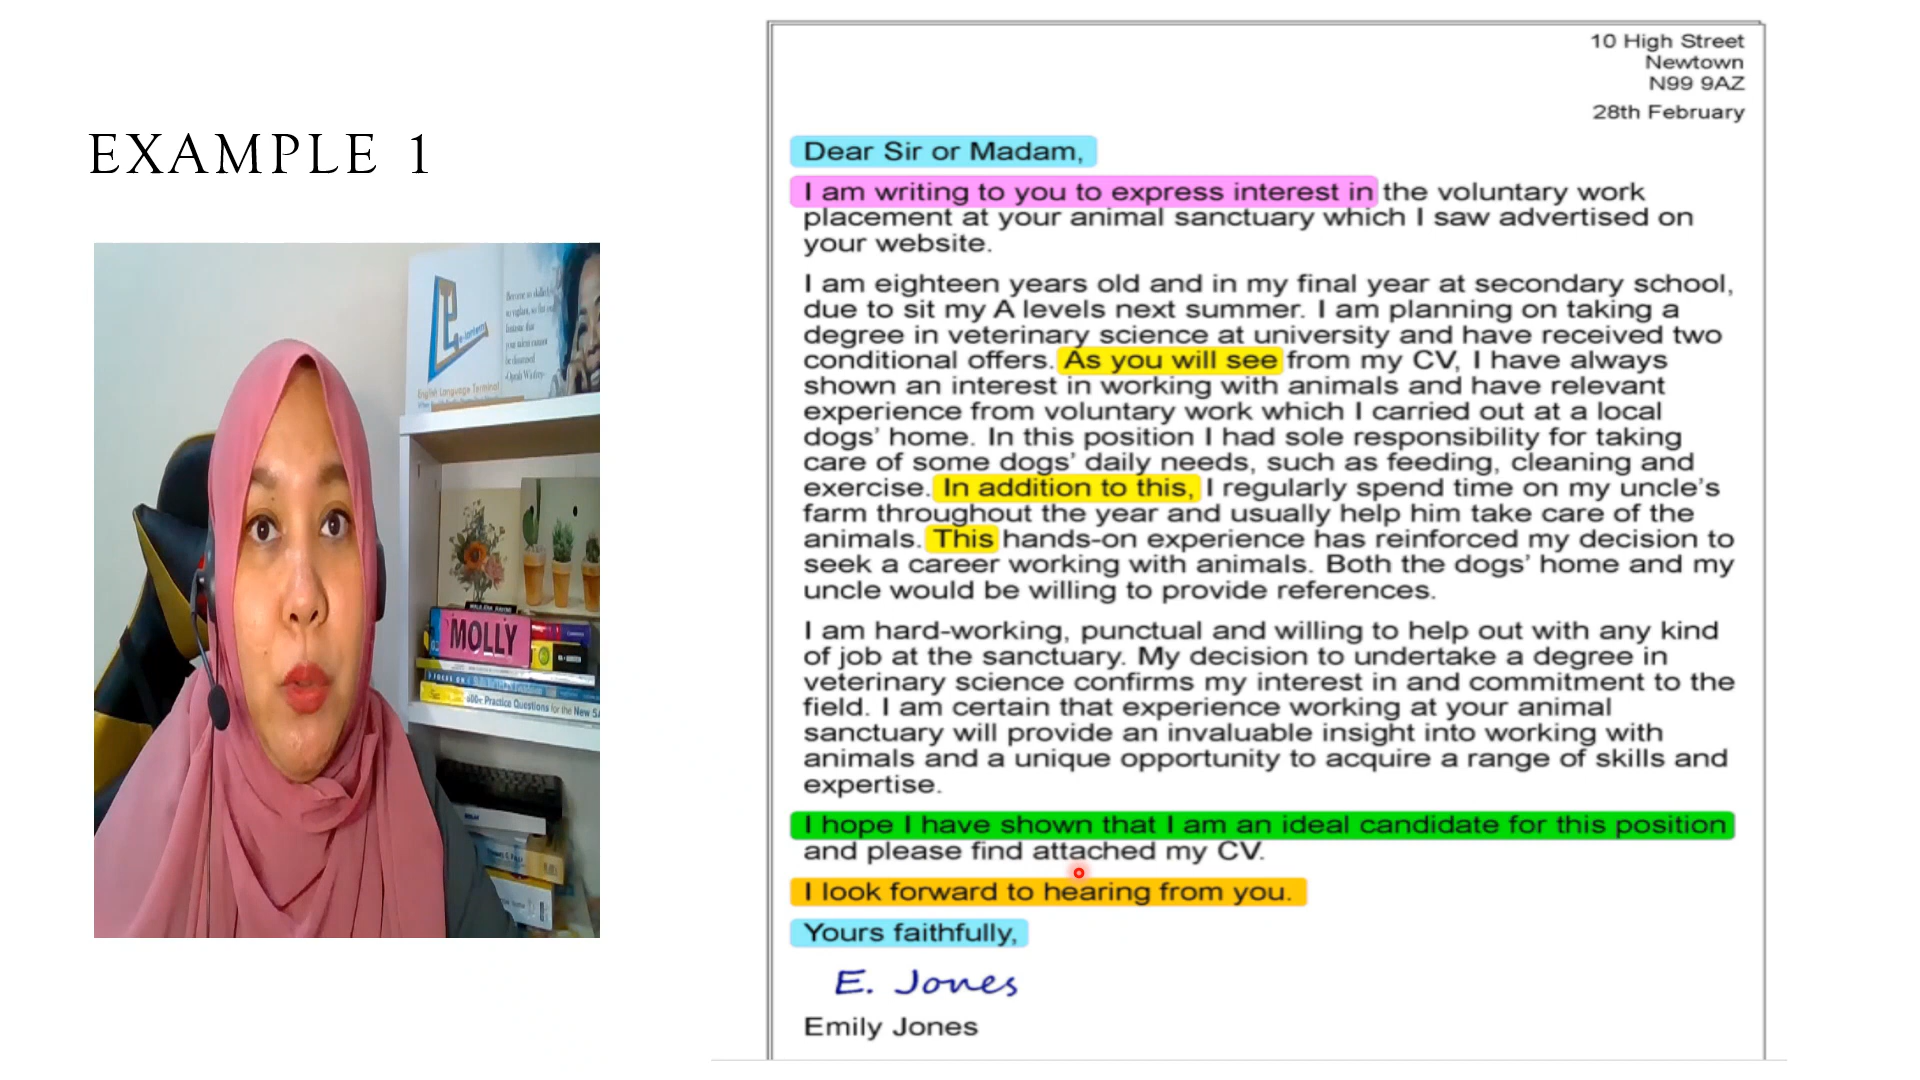 EXAMPLE 1
English Language Terminal
-Oprah Winfrey-
MOLLY
FOCUS ON
600+ Practice Questions for the New
10 High Street
Newtown
N99 9AZ
28th February
Dear Sir or Madam,
I am writing to you to express interest in the voluntary work
placement at your animal sanctuary which I saw advertised on
your website.
I am eighteen years old and in my final year at secondary school,
due to sit my A levels next summer. I am planning on taking a
degree in veterinary science at university and have received two
conditional offers. As you will see from my CV, I have always
shown an interest in working with animals and have relevant
experience from voluntary work which I carried out at a local
dogs’ home. In this position I had sole responsibility for taking
care of some dogs’ daily needs, such as feeding, cleaning and
exercise. In addition to this, I regularly spend time on my uncle’s
farm throughout the year and usually help him take care of the
animals. This hands-on experience has reinforced my decision to
seek a career working with animals. Both the dogs’ home and my
uncle would be willing to provide references.
I am hard-working, punctual and willing to help out with any kind
of job at the sanctuary. My decision to undertake a degree in
veterinary science confirms my interest in and commitment to the
field. I am certain that experience working at your animal
sanctuary will provide an invaluable insight into working with
animals and a unique opportunity to acquire a range of skills and
expertise.
I hope I have shown that I am an ideal candidate for this position
and please find attached my CV.
I look forward to hearing from you.
Yours faithfully,
E. Jones
Emily Jones